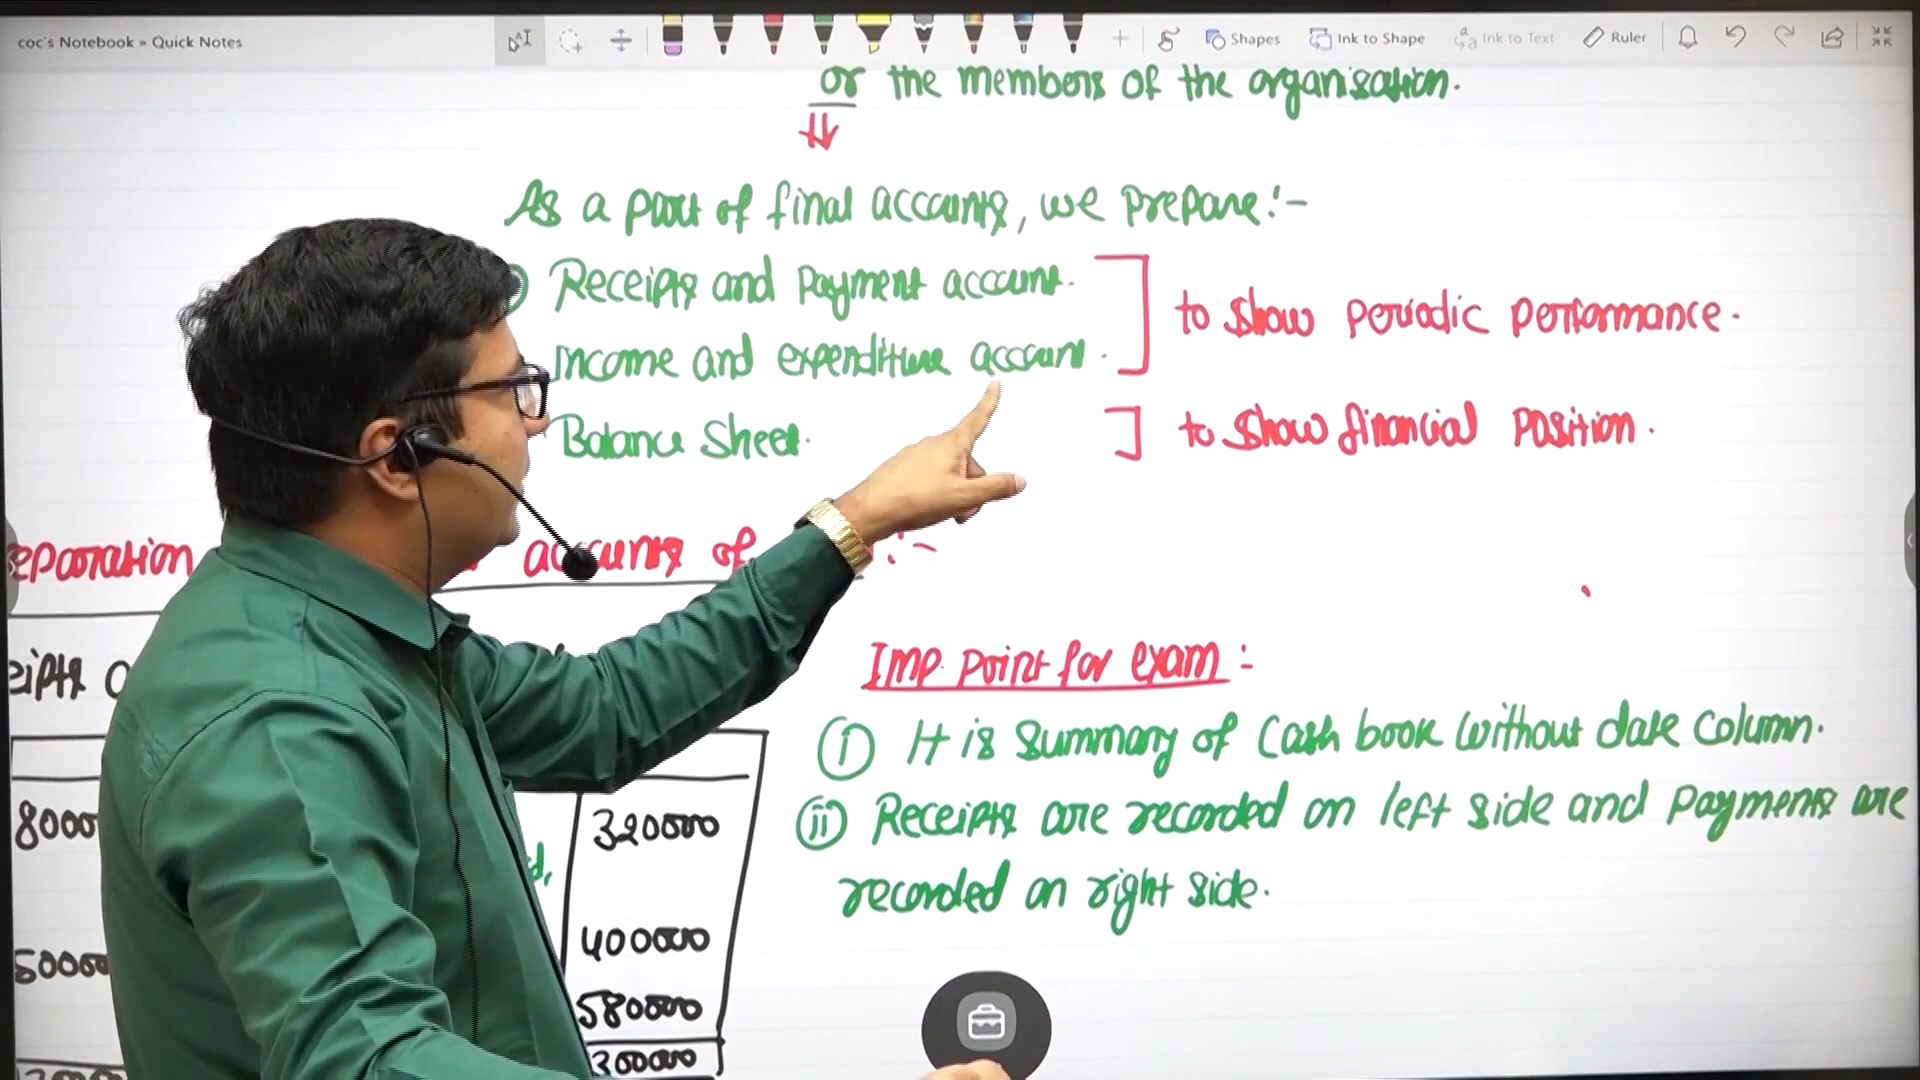 coc's Notebook » Quick Notes
Shapes
Ink to Shape
Ink to Text
Ruler
or the members of the organisation.
As a part of final accounts, we prepare:-
Receipts and Payment account.
to show periodic performance.
income and expenditure account.
Balance Sheet.
to show financial position.
accounts of
Imp. point for exam:
(i) It is summary of Cash book without date column.
(ii) Receipts are recorded on left side and payments are
recorded on right side.
320000
400000
580000